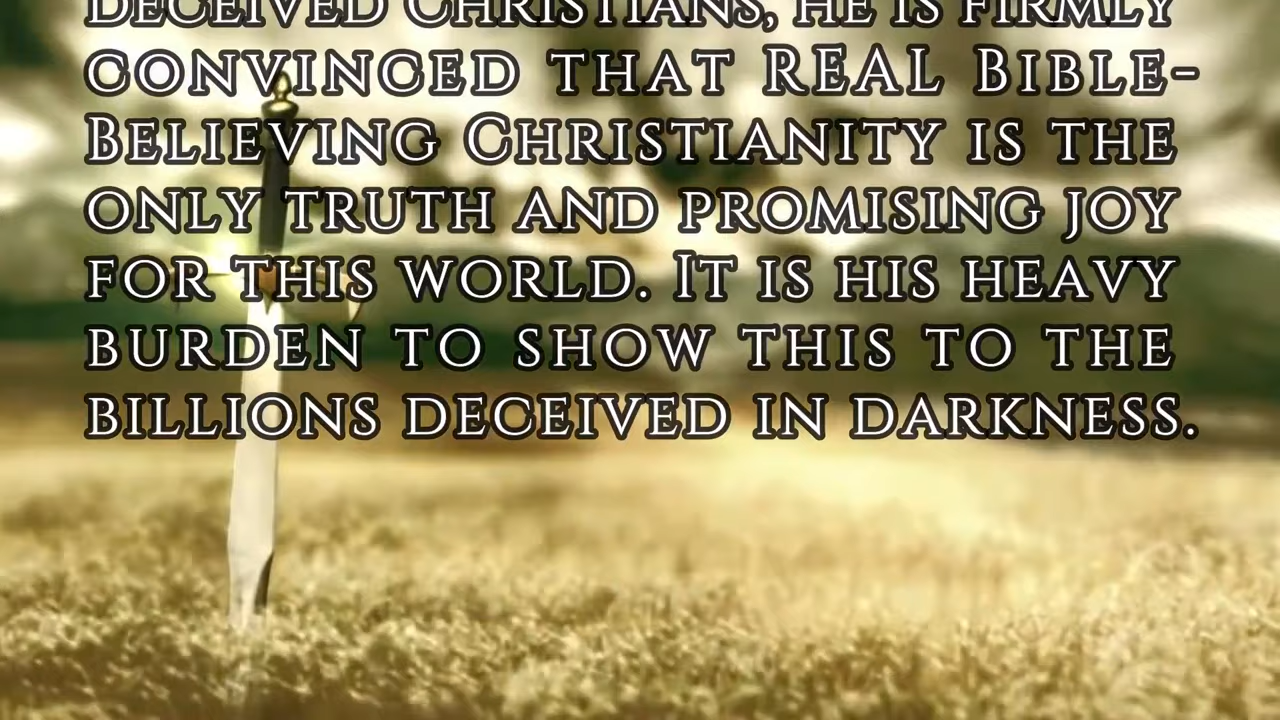 DECEIVED CHRISTIANS, HE IS FIRMLY
CONVINCED THAT REAL BIBLE-
BELIEVING CHRISTIANITY IS THE
ONLY TRUTH AND PROMISING JOY
FOR THIS WORLD. IT IS HIS HEAVY
BURDEN TO SHOW THIS TO THE
BILLIONS DECEIVED IN DARKNESS.